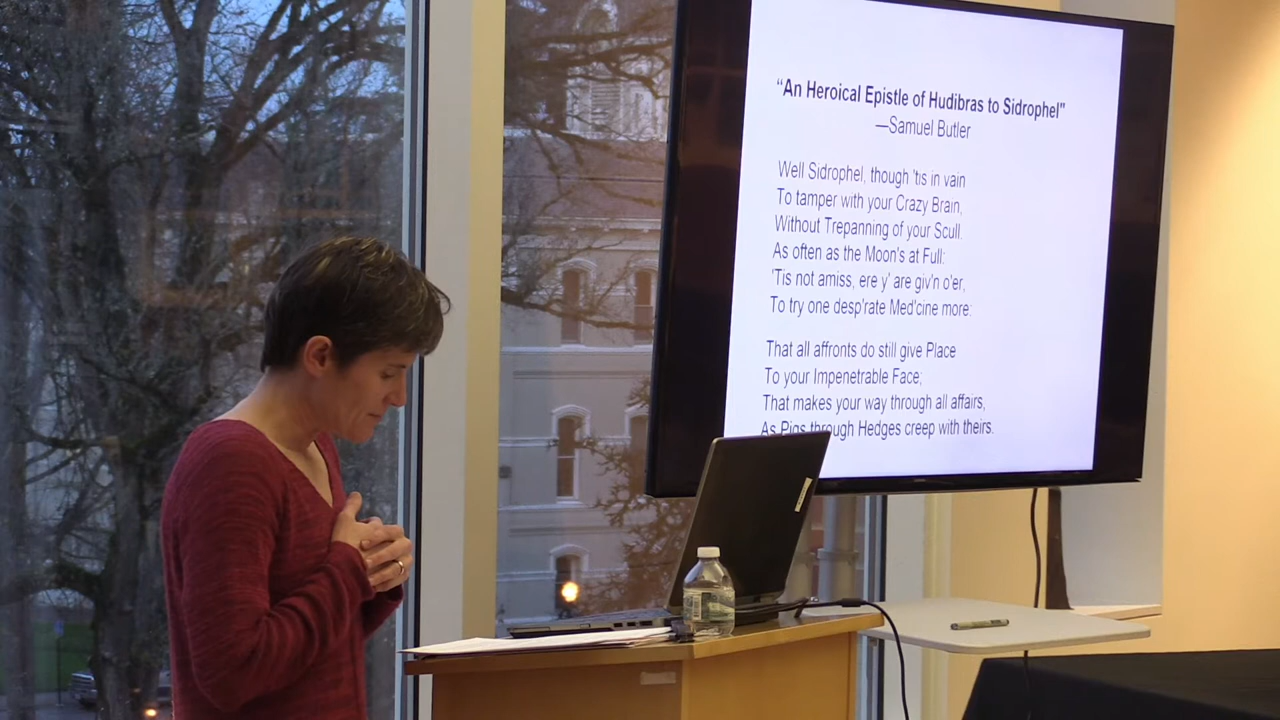 “An Heroical Epistle of Hudibras to Sidrophel”
—Samuel Butler
Well Sidrophel, though 'tis in vain
To tamper with your Crazy Brain,
Without Trepanning of your Scull.
As often as the Moon's at Full:
'Tis not amiss, ere y' are giv'n o'er,
To try one desp'rate Med'cine more:
That all affronts do still give Place
To your Impenetrable Face;
That makes your way through all affairs,
As Pigs through Hedges creep with theirs.